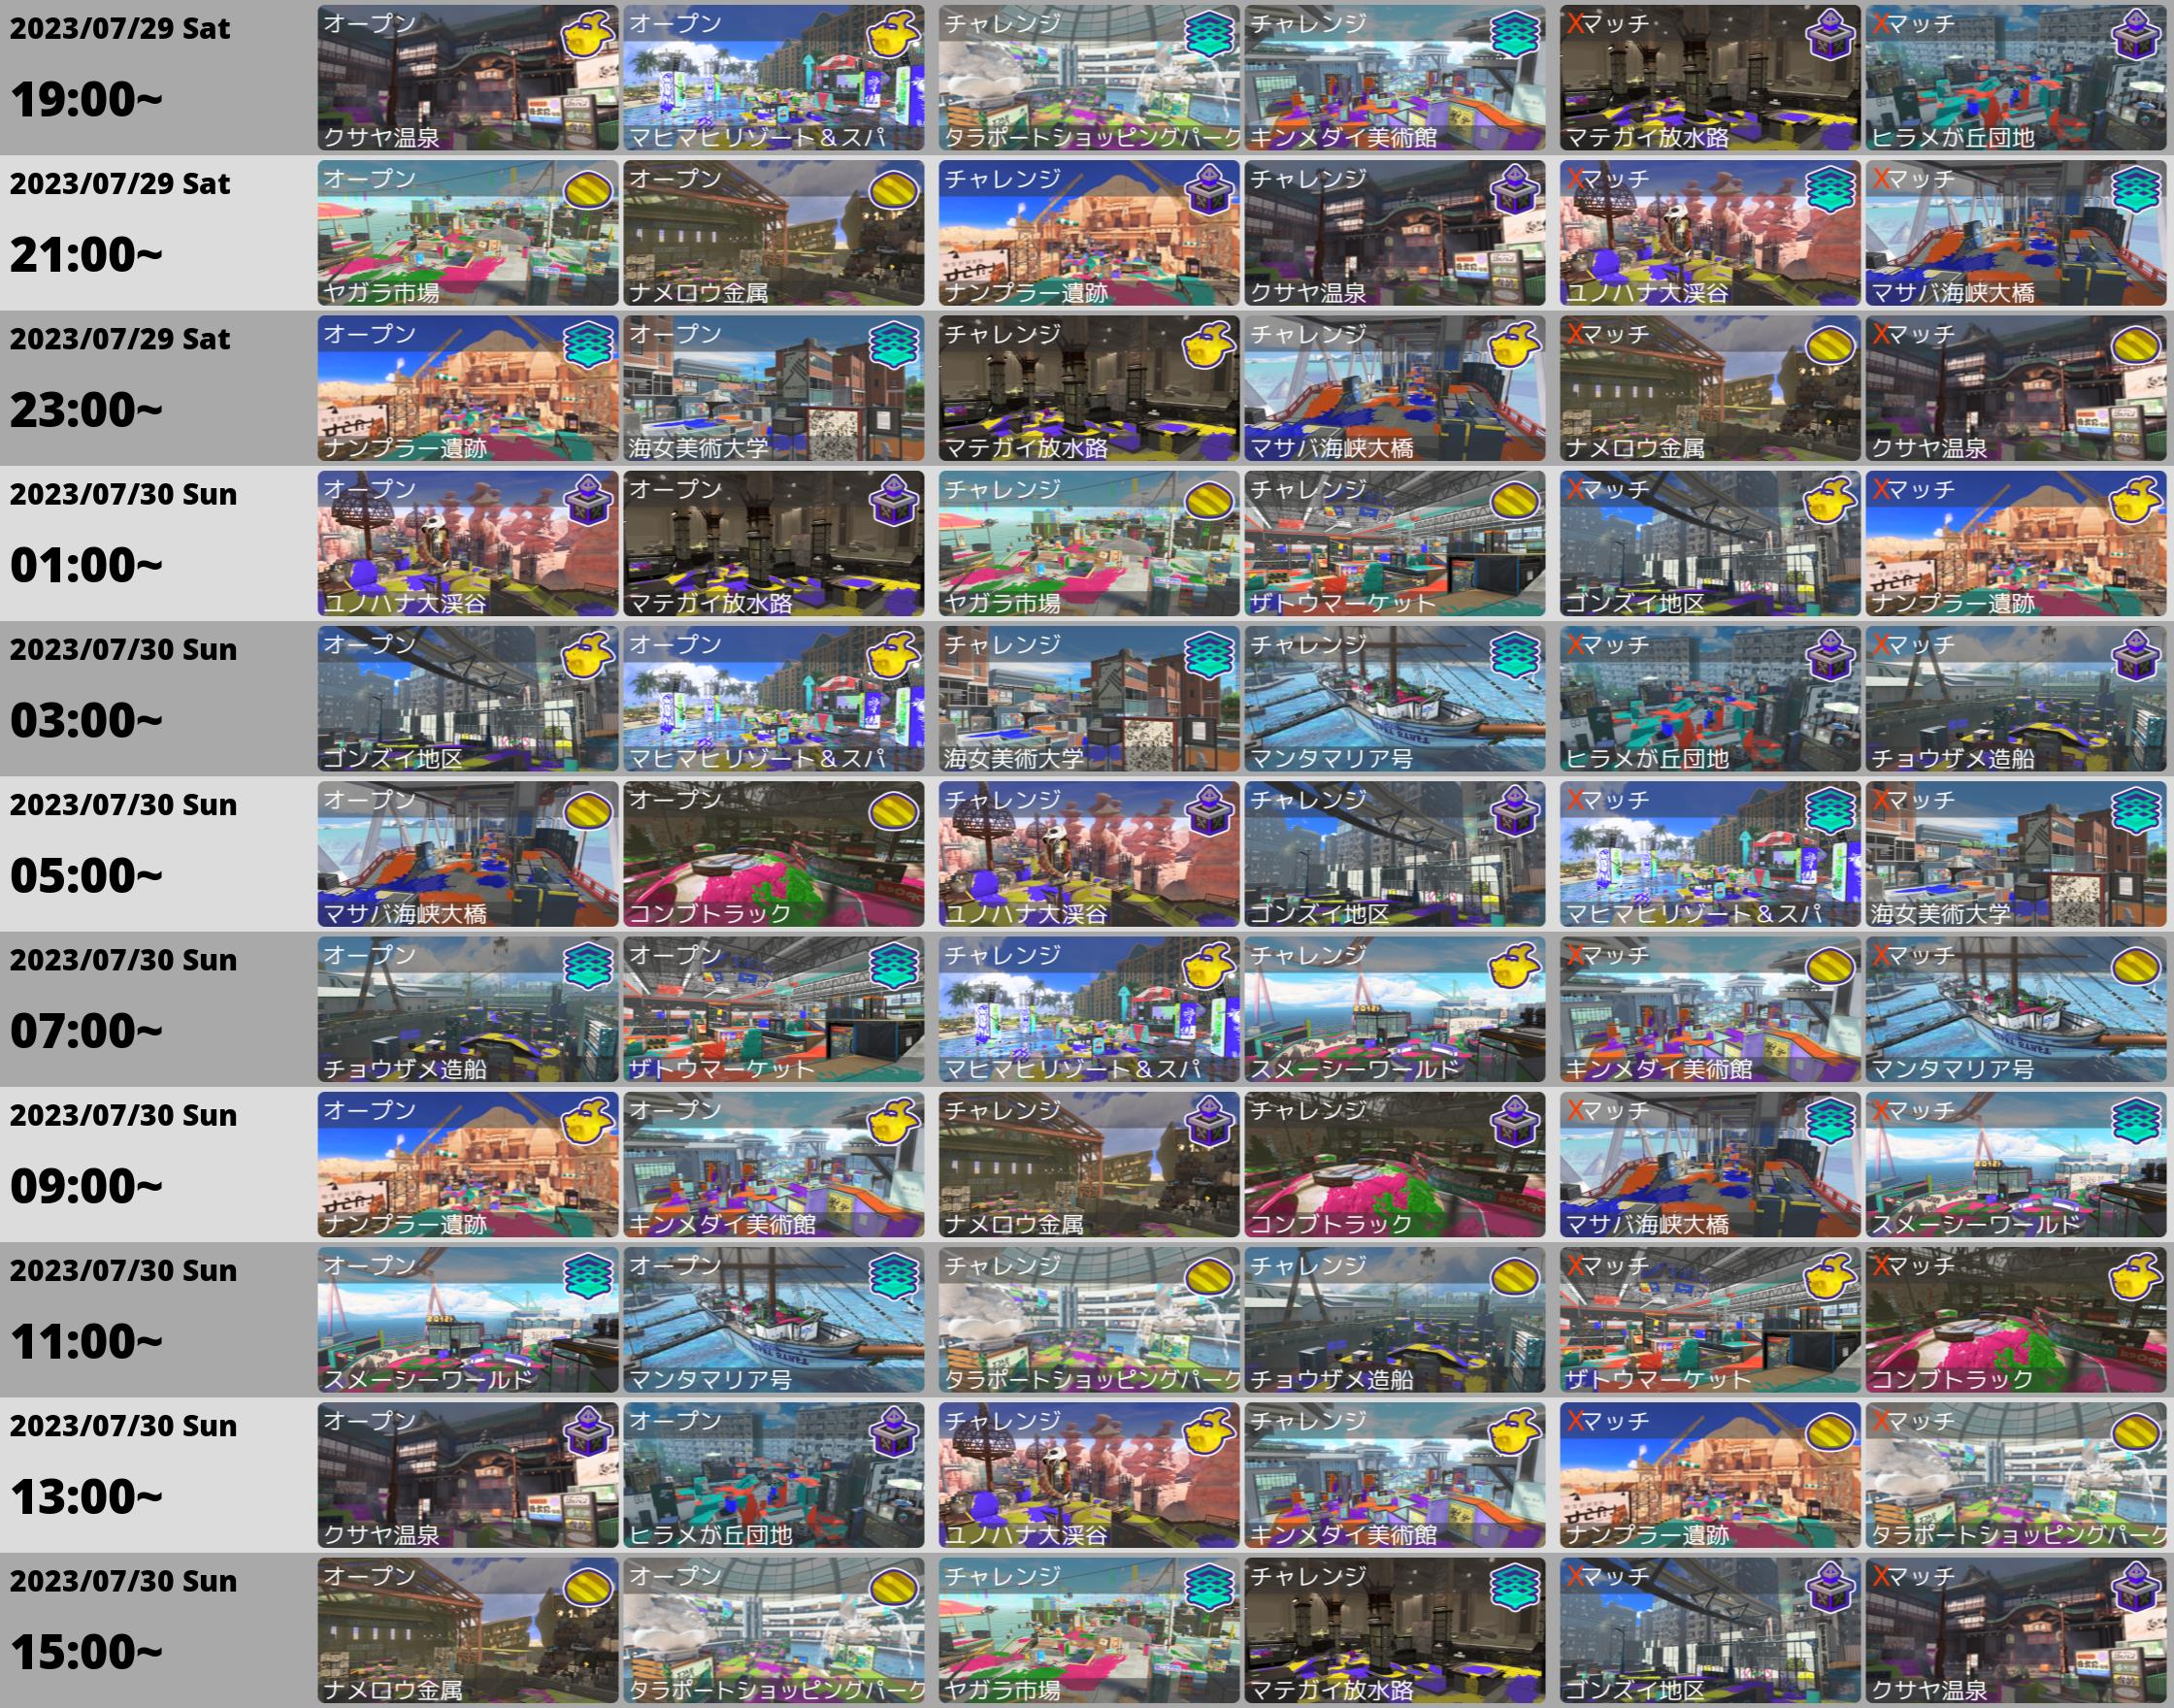 2023/07/29 Sat
19:00~
オープン オープン チャレンジ チャレンジ Xマッチ Xマッチ
クサヤ温泉 マヒマヒリゾート&スパ タラポートショッピングパーク キンメダイ美術館 マテガイ放水路 ヒラメが丘団地
2023/07/29 Sat
21:00~
オープン オープン チャレンジ チャレンジ Xマッチ Xマッチ
ヤガラ市場 ナメロウ金属 ナンプラー遺跡 クサヤ温泉 ユノハナ大渓谷 マサバ海峡大橋
2023/07/29 Sat
23:00~
オープン オープン チャレンジ チャレンジ Xマッチ Xマッチ
ナンプラー遺跡 海女美術大学 マテガイ放水路 マサバ海峡大橋 ナメロウ金属 クサヤ温泉
2023/07/30 Sun
01:00~
オープン オープン チャレンジ チャレンジ Xマッチ Xマッチ
ユノハナ大渓谷 マテガイ放水路 ヤガラ市場 ザトウマーケット ゴンズイ地区 ナンプラー遺跡
2023/07/30 Sun
03:00~
オープン オープン チャレンジ チャレンジ Xマッチ Xマッチ
ゴンズイ地区 マヒマヒリゾート&スパ 海女美術大学 マンタマリア号 ヒラメが丘団地 チョウザメ造船
2023/07/30 Sun
05:00~
オープン オープン チャレンジ チャレンジ Xマッチ Xマッチ
マサバ海峡大橋 コンブトラック ユノハナ大渓谷 ゴンズイ地区 マヒマヒリゾート&スパ 海女美術大学
2023/07/30 Sun
07:00~
オープン オープン チャレンジ チャレンジ Xマッチ Xマッチ
チョウザメ造船 ザトウマーケット マヒマヒリゾート&スパ スメーシーワールド キンメダイ美術館 マンタマリア号
2023/07/30 Sun
09:00~
オープン オープン チャレンジ チャレンジ Xマッチ Xマッチ
ナンプラー遺跡 キンメダイ美術館 ナメロウ金属 コンブトラック マサバ海峡大橋 スメーシーワールド
2023/07/30 Sun
11:00~
オープン オープン チャレンジ チャレンジ Xマッチ Xマッチ
スメーシーワールド マンタマリア号 タラポートショッピングパーク チョウザメ造船 ザトウマーケット コンブトラック
2023/07/30 Sun
13:00~
オープン オープン チャレンジ チャレンジ Xマッチ Xマッチ
クサヤ温泉 ヒラメが丘団地 ユノハナ大渓谷 キンメダイ美術館 ナンプラー遺跡 タラポートショッピングパーク
2023/07/30 Sun
15:00~
オープン オープン チャレンジ チャレンジ Xマッチ Xマッチ
ナメロウ金属 タラポートショッピングパーク ヤガラ市場 マテガイ放水路 ゴンズイ地区 クサヤ温泉